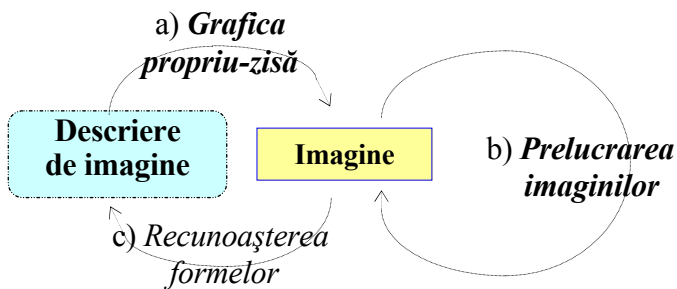 a) Grafica
propriu-zisă
Descriere
de imagine
Imagine
b) Prelucrarea
imaginilor
c) Recunoaşterea
formelor